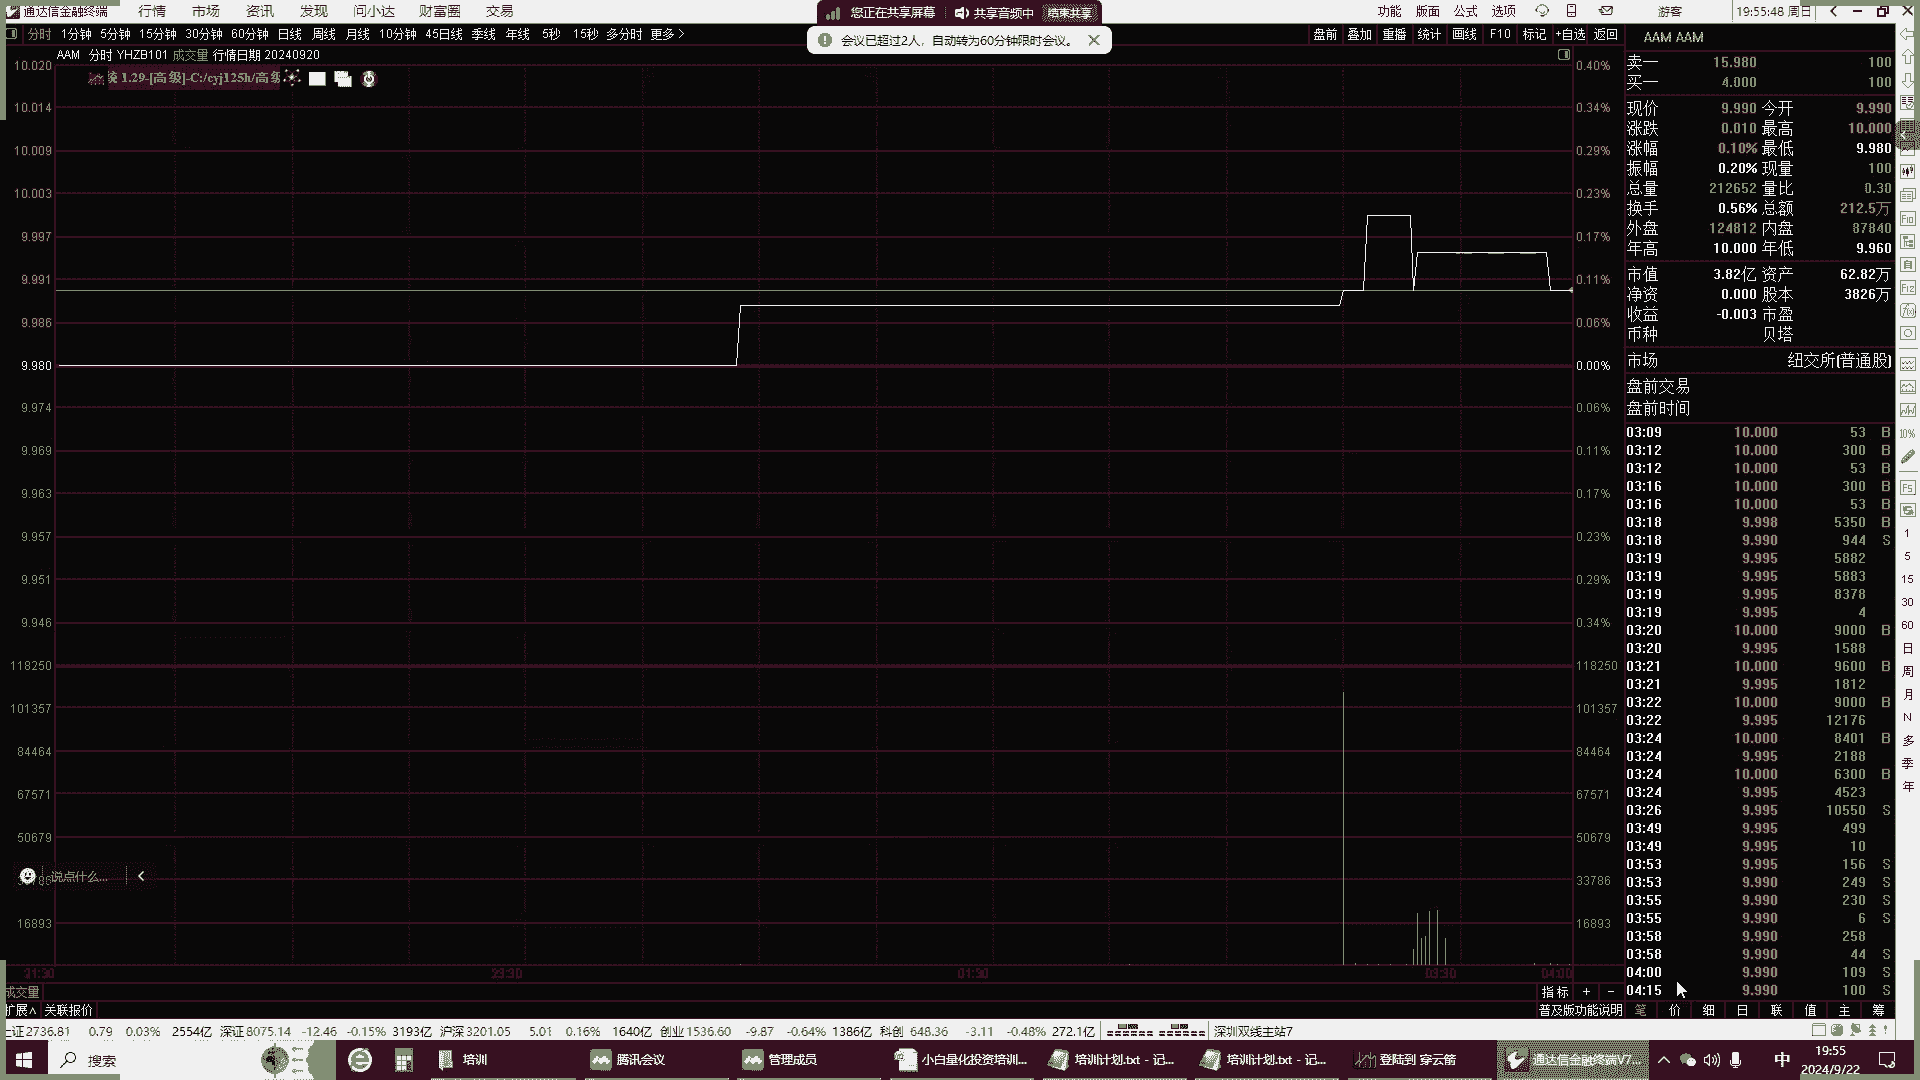 通达信金融终端 行情 市场 资讯 发现 问小达 财富圈 交易 您正在共享屏幕 共享音频中 结束共享 功能 版面 公式 选项 游客 19:55:48 周日
分时 1分钟 5分钟 15分钟 30分钟 60分钟 日线 周线 月线 10分钟 45日线 季线 年线 5秒 15秒 多分时 更多> 盘前 叠加 重播 统计 画线 F10 标记 +自选 返回
会议已超过2人，自动转为60分钟限时会议。
AAM AAM
AAM 分时 YHZB101 成交量 行情日期 20240920
1.29-[高级]-C:/cyj125h/高级
10.020 0.40%
10.014 0.34%
10.009 0.29%
10.003 0.23%
9.997 0.17%
9.991 0.11%
9.986 0.06%
9.980 0.00%
9.974 0.06%
9.969 0.11%
9.963 0.17%
9.957 0.23%
9.951 0.29%
9.946 0.34%
118250 118250
101357 101357
84464 84464
67571 67571
50679 50679
33786
16893 16893
说点什么...
21:30 23:30 01:30 03:30 04:00
成交量 指标 + -
扩展∧ 关联报价 普及版功能说明 笔 价 细 日 联 值 主 筹
卖一 15.980 100
买一 4.000 100
现价 9.990 今开 9.990
涨跌 0.010 最高 10.000
涨幅 0.10% 最低 9.980
振幅 0.20% 现量 100
总量 212652 量比 0.30
换手 0.56% 总额 212.5万
外盘 124812 内盘 87840
年高 10.000 年低 9.960
市值 3.82亿 资产 62.82万
净资 0.000 股本 3826万
收益 -0.003 市盈
币种 贝塔
市场 纽交所(普通股)
盘前交易
盘前时间
03:09 10.000 53 B
03:12 10.000 300 B
03:12 10.000 53 B
03:16 10.000 300 B
03:16 10.000 53 B
03:18 9.998 5350 B
03:18 9.990 944 S
03:19 9.995 5882
03:19 9.995 5883
03:19 9.995 8378
03:19 9.995 4
03:20 10.000 9000 B
03:20 9.995 1588
03:21 10.000 9600 B
03:21 9.995 1812
03:22 10.000 9000 B
03:22 9.995 12176
03:24 10.000 8401 B
03:24 9.995 2188
03:24 10.000 6300 B
03:24 9.995 4523
03:26 9.995 10550 S
03:49 9.995 499
03:49 9.995 10
03:53 9.995 156 S
03:53 9.990 249 S
03:55 9.990 230 S
03:55 9.990 6 S
03:58 9.990 258
03:58 9.990 44 S
04:00 9.990 109 S
04:15 9.990 100 S
F10
自
F12
10%
F5
1
5
15
30
60
日
周
月
N
多
季
年
上证2736.81 0.79 0.03% 2554亿 深证8075.14 -12.46 -0.15% 3193亿 沪深3201.05 5.01 0.16% 1640亿 创业1536.60 -9.87 -0.64% 1386亿 科创 648.36 -3.11 -0.48% 272.1亿 深圳双线主站7
搜索 培训 腾讯会议 管理成员 小白量化投资培训... 培训计划.txt - 记... 培训计划.txt - 记... 登陆到 穿云箭 通达信金融终端V7... 中 19:55
2024/9/22